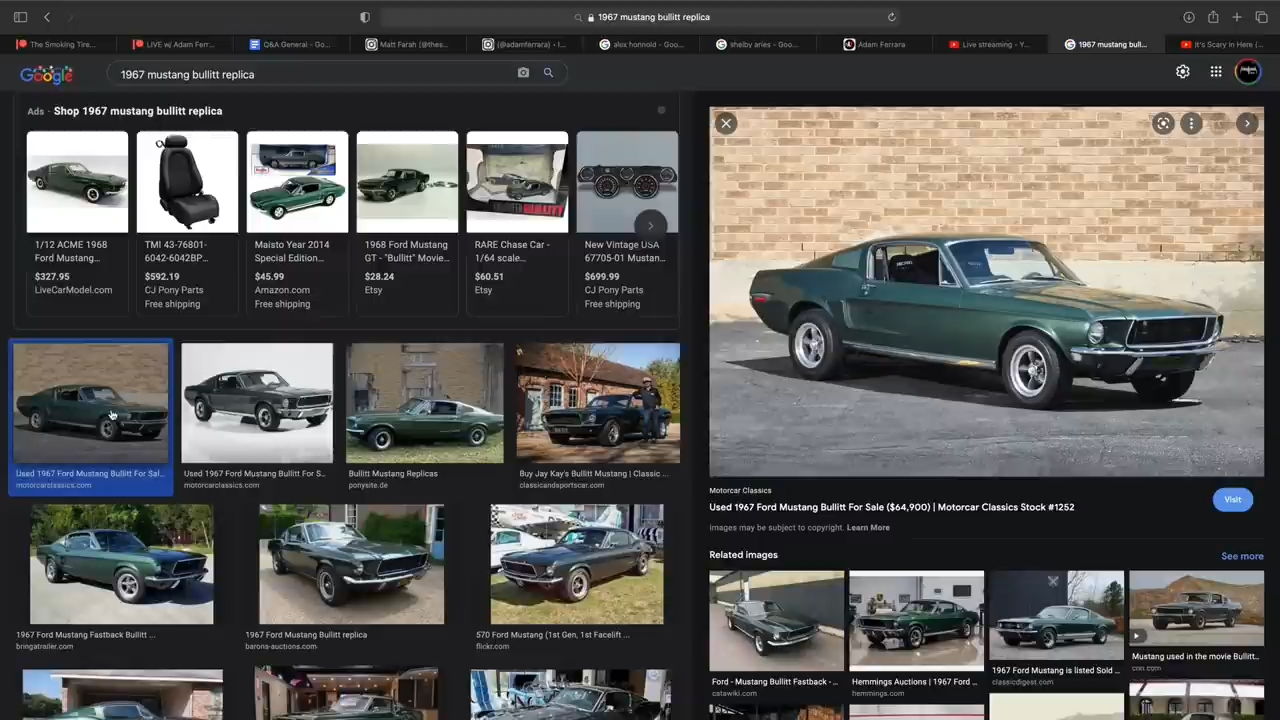 1967 mustang bullitt replica
The Smoking Tire...
LIVE w/ Adam Ferr...
Q&A General - Go...
Matt Farah (@thes...
(@adamferrara) • I...
alex honnold - Goo...
shelby aries - Goo...
Adam Ferrara
Live streaming - Y...
1967 mustang bull...
It's Scary In Here (...
Google
1967 mustang bullitt replica
Ads · Shop 1967 mustang bullitt replica
1/12 ACME 1968
Ford Mustang...
$327.95
LiveCarModel.com
TMI 43-76801-
6042-6042BP...
$592.19
CJ Pony Parts
Free shipping
Maisto Year 2014
Special Edition...
$45.99
Amazon.com
Free shipping
1968 Ford Mustang
GT - "Bullitt" Movie...
$28.24
Etsy
RARE Chase Car -
1/64 scale...
$60.51
Etsy
New Vintage USA
67705-01 Mustan...
$699.99
CJ Pony Parts
Free shipping
Used 1967 Ford Mustang Bullitt For Sal...
motorcarclassics.com
Used 1967 Ford Mustang Bullitt For S...
motorcarclassics.com
Bullitt Mustang Replicas
ponysite.de
Buy Jay Kay's Bullitt Mustang | Classic ...
classicandsportscar.com
1967 Ford Mustang Fastback Bullitt ...
bringatrailer.com
1967 Ford Mustang Bullitt replica
barons-auctions.com
570 Ford Mustang (1st Gen, 1st Facelift ...
flickr.com
Motorcar Classics
Used 1967 Ford Mustang Bullitt For Sale ($64,900) | Motorcar Classics Stock #1252
Visit
Images may be subject to copyright. Learn More
Related images
See more
Ford - Mustang Bullitt Fastback - ...
catawiki.com
Hemmings Auctions | 1967 Ford ...
hemmings.com
1967 Ford Mustang is listed Sold ...
classicdigest.com
Mustang used in the movie Bullitt...
cnn.com